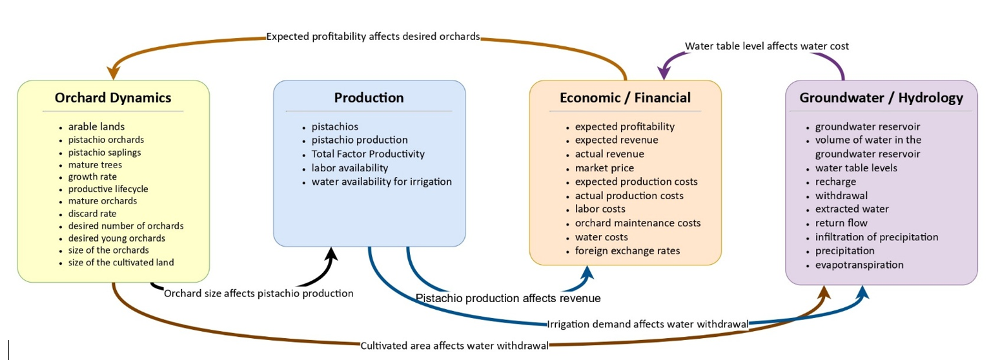 Expected profitability affects desired orchards
Water table level affects water cost
Orchard Dynamics
• arable lands
• pistachio orchards
• pistachio saplings
• mature trees
• growth rate
• productive lifecycle
• mature orchards
• discard rate
• desired number of orchards
• desired young orchards
• size of the orchards
• size of the cultivated land
Production
• pistachios
• pistachio production
• Total Factor Productivity
• labor availability
• water availability for irrigation
Economic / Financial
• expected profitability
• expected revenue
• actual revenue
• market price
• expected production costs
• actual production costs
• labor costs
• orchard maintenance costs
• water costs
• foreign exchange rates
Groundwater / Hydrology
• groundwater reservoir
• volume of water in the
groundwater reservoir
• water table levels
• recharge
• withdrawal
• extracted water
• return flow
• infiltration of precipitation
• precipitation
• evapotranspiration
Orchard size affects pistachio production
Pistachio production affects revenue
Irrigation demand affects water withdrawal
Cultivated area affects water withdrawal